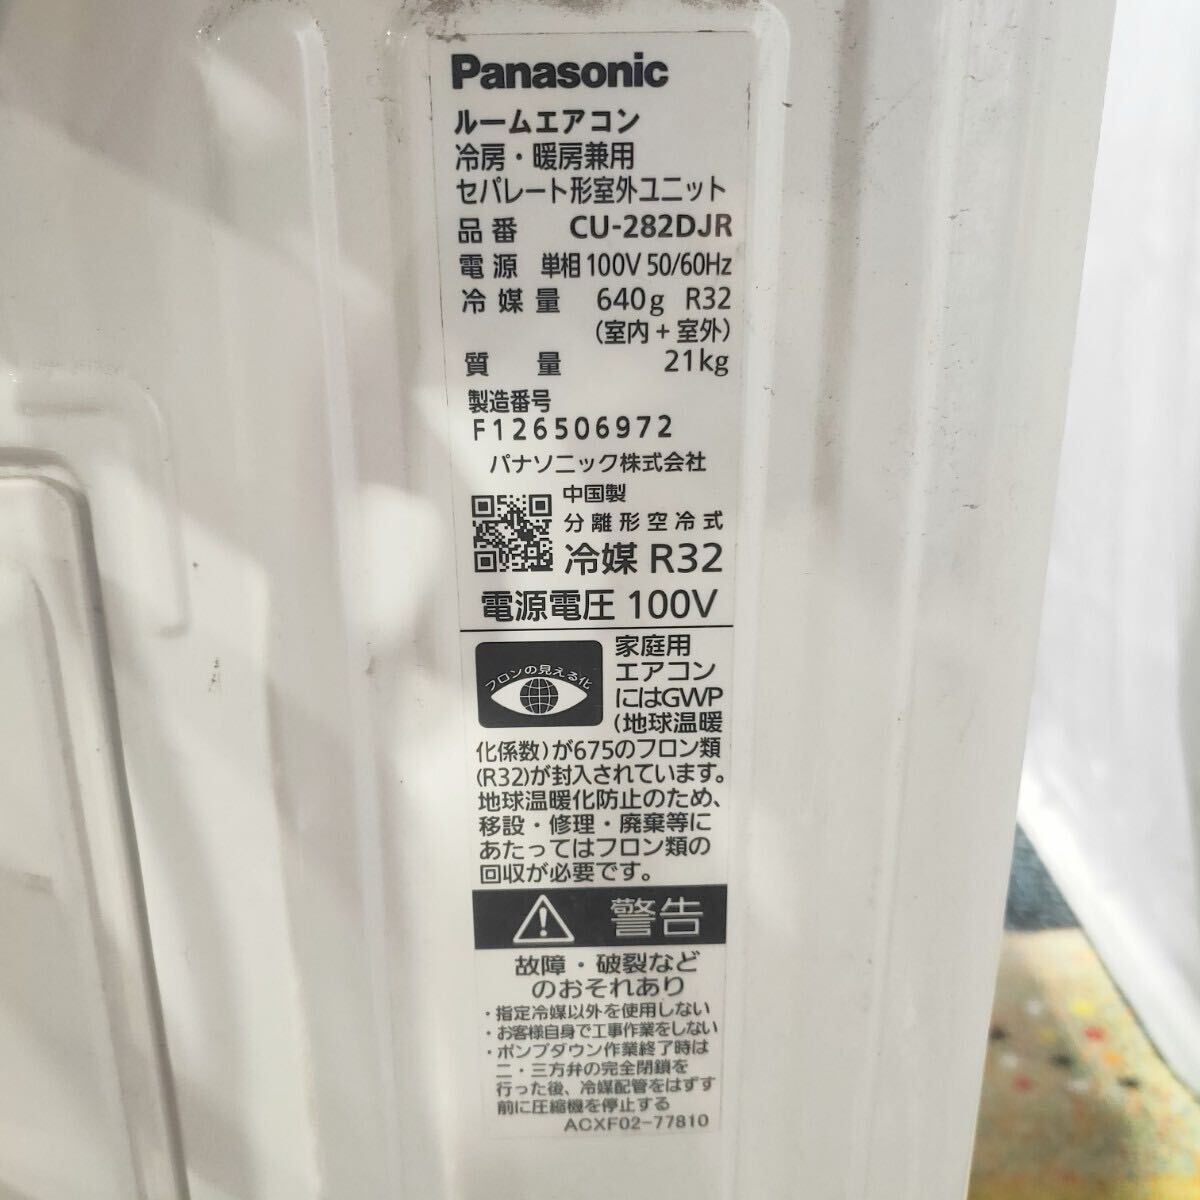 Panasonic
ルームエアコン
冷房・暖房兼用
セパレート形室外ユニット
品番 CU-282DJR
電源 単相100V 50/60Hz
冷媒量 640g R32
(室内+室外)
質量 21kg
製造番号
F126506972
パナソニック株式会社
中国製
分離形空冷式
冷媒 R32
電源電圧 100V
フロンの見える化
家庭用
エアコン
にはGWP
(地球温暖
化係数)が675のフロン類
(R32)が封入されています。
地球温暖化防止のため、
移設・修理・廃棄等に
あたってはフロン類の
回収が必要です。
警告
故障・破裂など
のおそれあり
・指定冷媒以外を使用しない
・お客様自身で工事作業をしない
・ポンプダウン作業終了時は
二・三方弁の完全閉鎖を
行った後、冷媒配管をはずす
前に圧縮機を停止する
ACXF02-77810